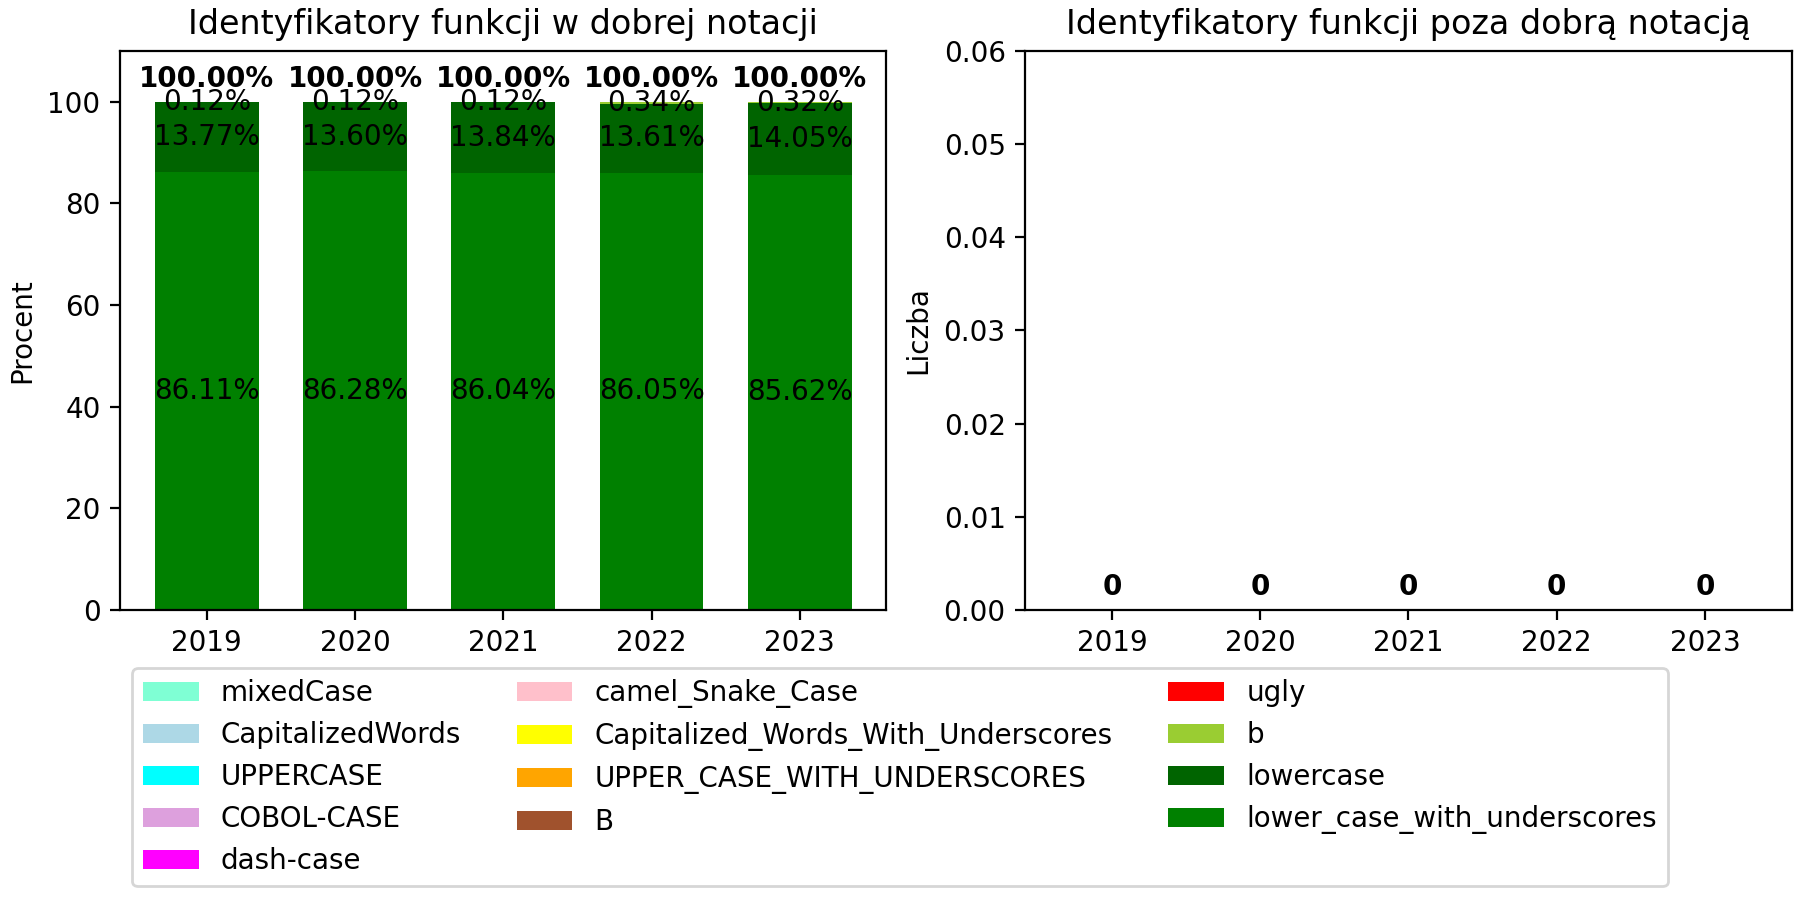 Identyfikatory funkcji w dobrej notacji
Procent
100
80
60
40
20
0
100.00% 100.00% 100.00% 100.00% 100.00%
0.12% 0.12% 0.12% 0.34% 0.32%
13.77% 13.60% 13.84% 13.61% 14.05%
86.11% 86.28% 86.04% 86.05% 85.62%
2019 2020 2021 2022 2023
Identyfikatory funkcji poza dobrą notacją
Liczba
0.06
0.05
0.04
0.03
0.02
0.01
0.00
0 0 0 0 0
2019 2020 2021 2022 2023
mixedCase
CapitalizedWords
UPPERCASE
COBOL-CASE
dash-case
camel_Snake_Case
Capitalized_Words_With_Underscores
UPPER_CASE_WITH_UNDERSCORES
B
ugly
b
lowercase
lower_case_with_underscores